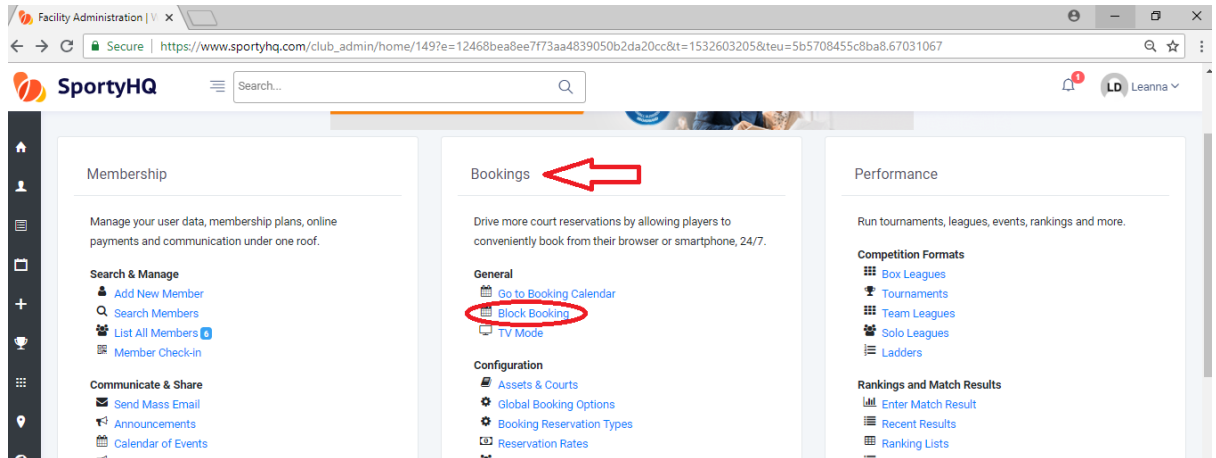 Facility Administration | V
Secure | https://www.sportyhq.com/club_admin/home/149?e=12468bea8ee7f73aa4839050b2da20cc&t=1532603205&teu=5b5708455c8ba8.67031067
SportyHQ
Search...
1
LD Leanna
Membership
Manage your user data, membership plans, online
payments and communication under one roof.
Search & Manage
Add New Member
Search Members
List All Members 6
Member Check-in
Communicate & Share
Send Mass Email
Announcements
Calendar of Events
Bookings
Drive more court reservations by allowing players to
conveniently book from their browser or smartphone, 24/7.
General
Go to Booking Calendar
Block Booking
TV Mode
Configuration
Assets & Courts
Global Booking Options
Booking Reservation Types
Reservation Rates
Performance
Run tournaments, leagues, events, rankings and more.
Competition Formats
Box Leagues
Tournaments
Team Leagues
Solo Leagues
Ladders
Rankings and Match Results
Enter Match Result
Recent Results
Ranking Lists